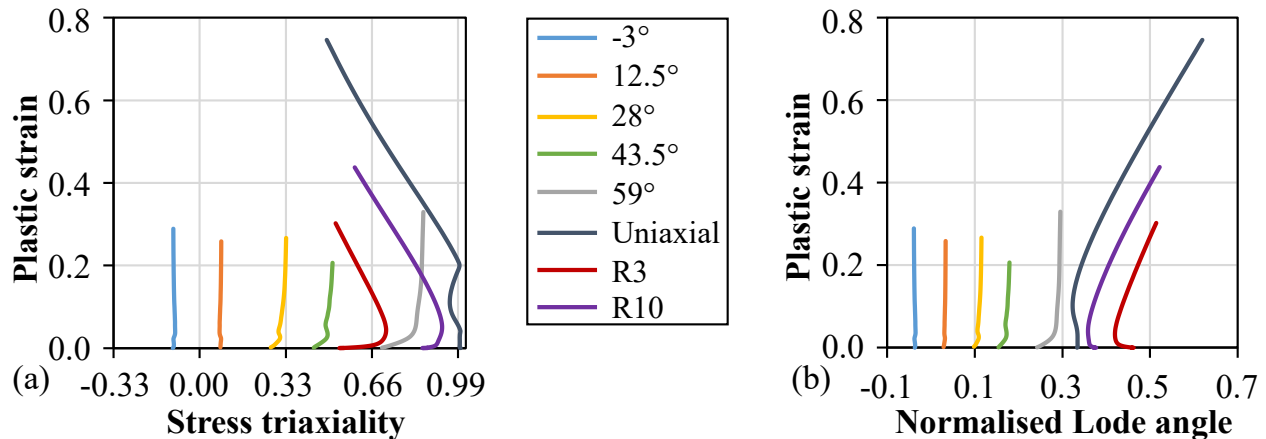 0.8
0.6
0.4
0.2
0.0
Plastic strain
-0.33 0.00 0.33 0.66 0.99
Stress triaxiality
(a)
-3°
12.5°
28°
43.5°
59°
Uniaxial
R3
R10
0.8
0.6
0.4
0.2
0.0
Plastic strain
-0.1 0.1 0.3 0.5 0.7
Normalised Lode angle
(b)